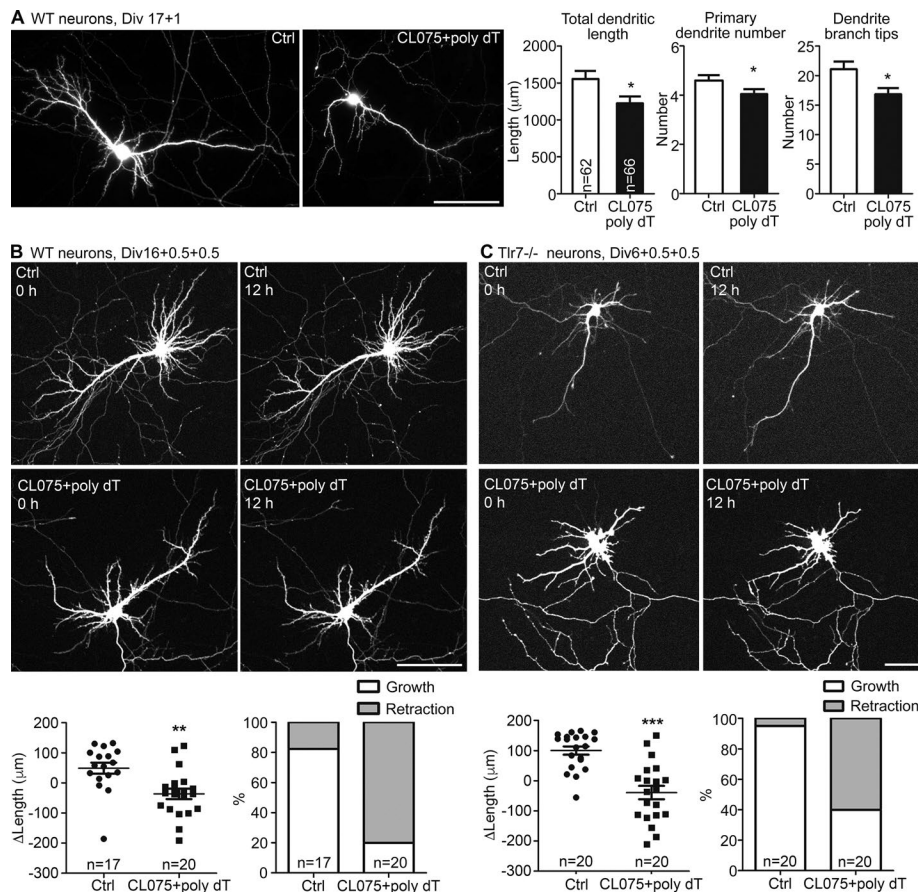 A WT neurons, Div 17+1
Ctrl
CL075+poly dT
Total dendritic
length
Length (μm)
2000
1500
1000
500
0
n=62
n=66
*
Ctrl
CL075
poly dT
Primary
dendrite number
Number
6
4
2
0
*
Ctrl
CL075
poly dT
Dendrite
branch tips
Number
25
20
15
10
5
0
*
Ctrl
CL075
poly dT
B WT neurons, Div16+0.5+0.5
Ctrl
0 h
Ctrl
12 h
CL075+poly dT
0 h
CL075+poly dT
12 h
C Tlr7-/- neurons, Div6+0.5+0.5
Ctrl
0 h
Ctrl
12 h
CL075+poly dT
0 h
CL075+poly dT
12 h
ΔLength (μm)
200
100
0
-100
-200
-300
**
n=17
n=20
Ctrl
CL075+poly dT
Growth
Retraction
%
100
80
60
40
20
0
n=17
n=20
Ctrl
CL075+poly dT
ΔLength (μm)
200
100
0
-100
-200
-300
***
n=20
n=20
Ctrl
CL075+poly dT
Growth
Retraction
%
100
80
60
40
20
0
n=20
n=20
Ctrl
CL075+poly dT